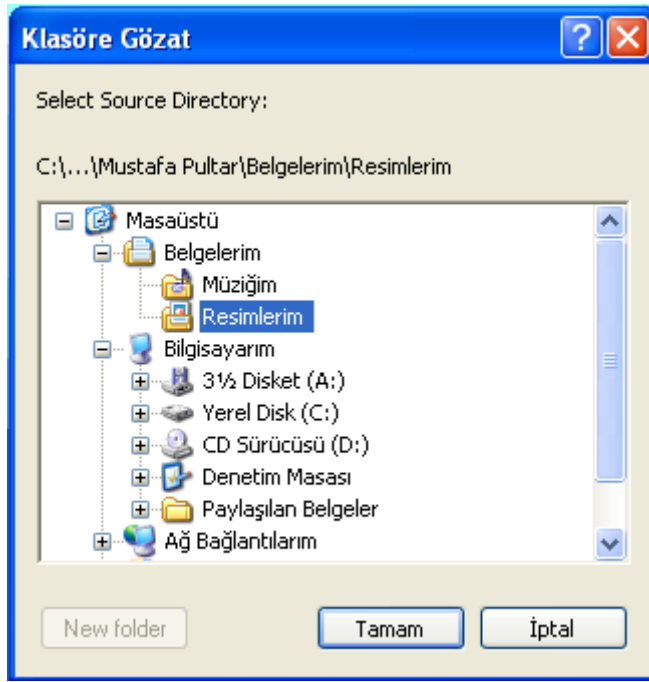 Klasöre Gözat
Select Source Directory:
C:\...\Mustafa Pultar\Belgelerim\Resimlerim
Masaüstü
Belgelerim
Müziğim
Resimlerim
Bilgisayarım
3½ Disket (A:)
Yerel Disk (C:)
CD Sürücüsü (D:)
Denetim Masası
Paylaşılan Belgeler
Ağ Bağlantılarım
New folder Tamam İptal